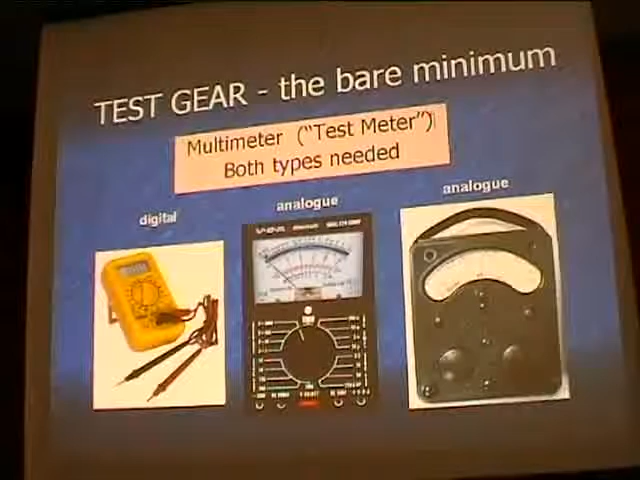 TEST GEAR - the bare minimum
Multimeter ("Test Meter")
Both types needed
digital
analogue
analogue